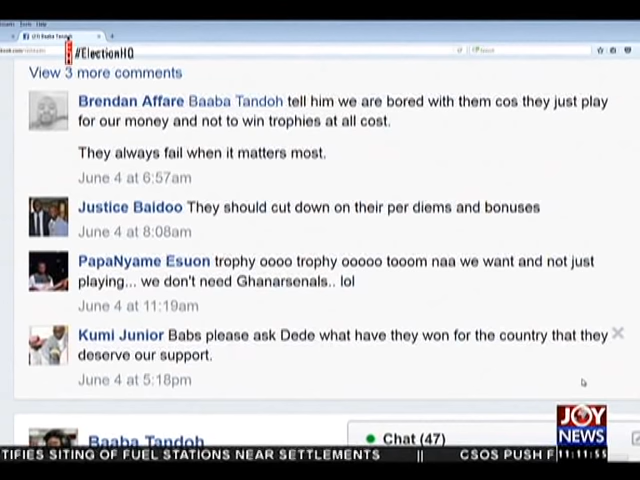 #ElectionHQ
View 3 more comments
Brendan Affare Baaba Tandoh tell him we are bored with them cos they just play
for our money and not to win trophies at all cost.
They always fail when it matters most.
June 4 at 6:57am
Justice Baidoo They should cut down on their per diems and bonuses
June 4 at 8:08am
PapaNyame Esuon trophy oooo trophy ooooo tooom naa we want and not just
playing... we don't need Ghanarsenals.. lol
June 4 at 11:19am
Kumi Junior Babs please ask Dede what have they won for the country that they
deserve our support.
June 4 at 5:18pm
Baaba Tandoh
Chat (47)
JOY
NEWS
TIFIES SITING OF FUEL STATIONS NEAR SETTLEMENTS || CSOS PUSH F
11:11:55